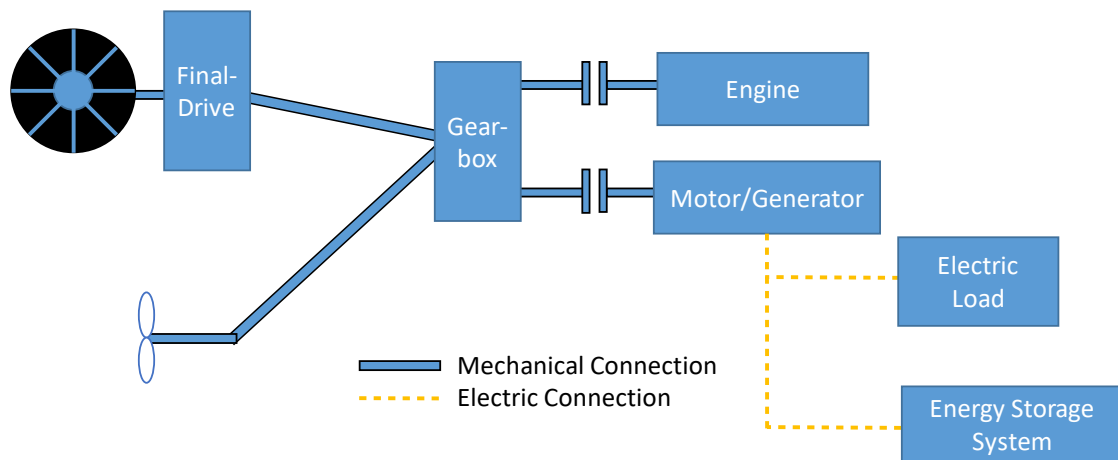 Final-
Drive
Gear-
box
Engine
Motor/Generator
Electric
Load
Mechanical Connection
Electric Connection
Energy Storage
System